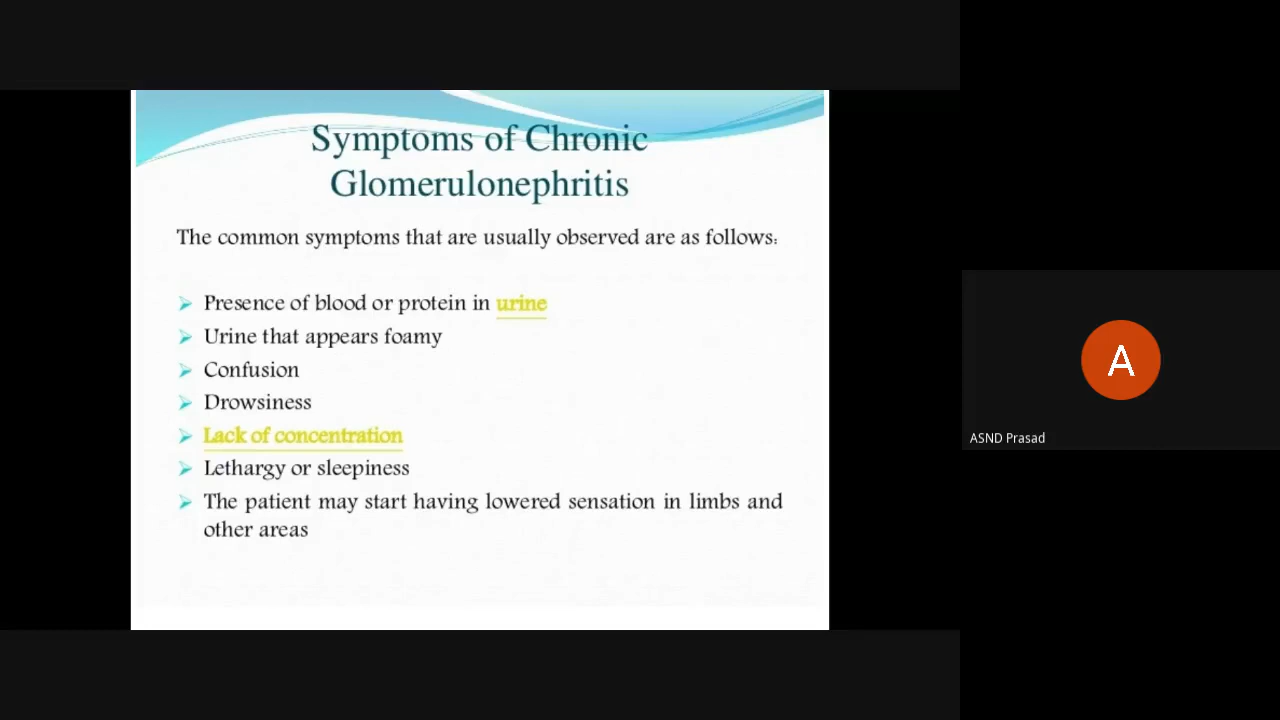 Symptoms of Chronic
Glomerulonephritis
The common symptoms that are usually observed are as follows:
Presence of blood or protein in urine
Urine that appears foamy
Confusion
Drowsiness
Lack of concentration
Lethargy or sleepiness
The patient may start having lowered sensation in limbs and
other areas
A
ASND Prasad